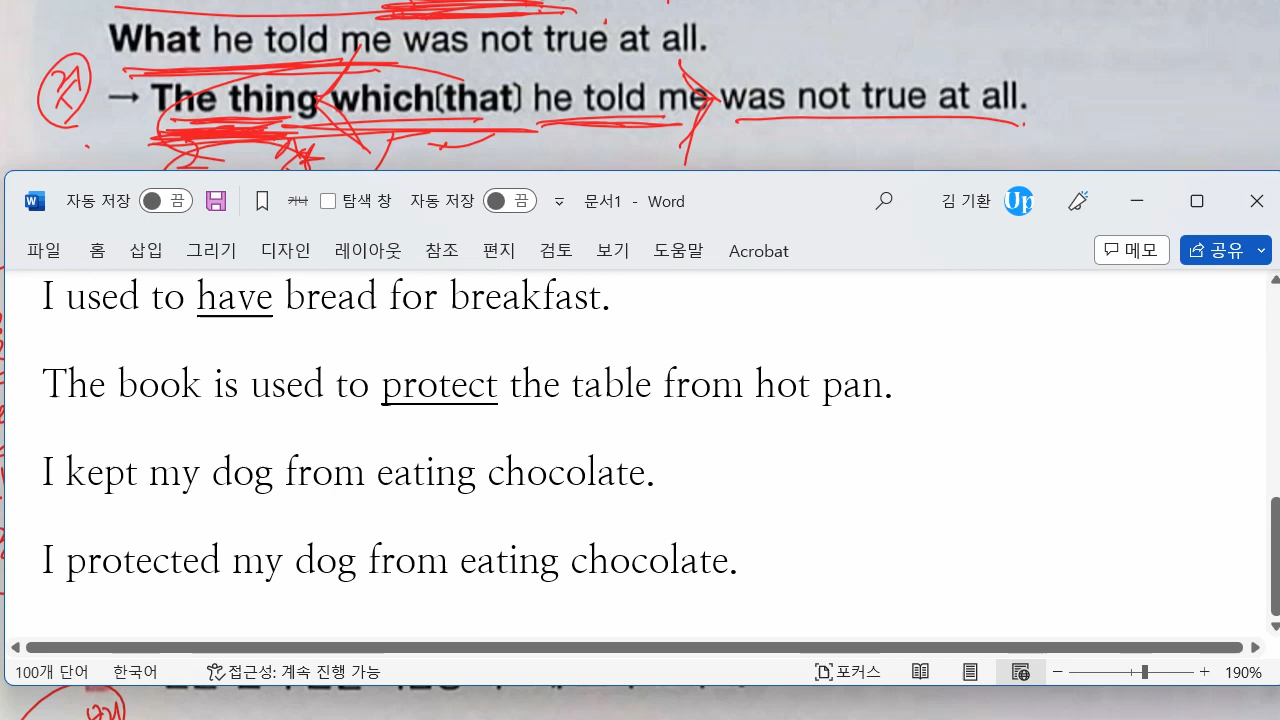 What he told me was not true at all.
→ The thing which(that) he told me was not true at all.
자동 저장 끔 가나 탐색 창 자동 저장 끔 문서1 - Word 김 기환 Up
파일 홈 삽입 그리기 디자인 레이아웃 참조 편지 검토 보기 도움말 Acrobat 메모 공유
I used to have bread for breakfast.
The book is used to protect the table from hot pan.
I kept my dog from eating chocolate.
I protected my dog from eating chocolate.
100개 단어 한국어 접근성: 계속 진행 가능 포커스 190%